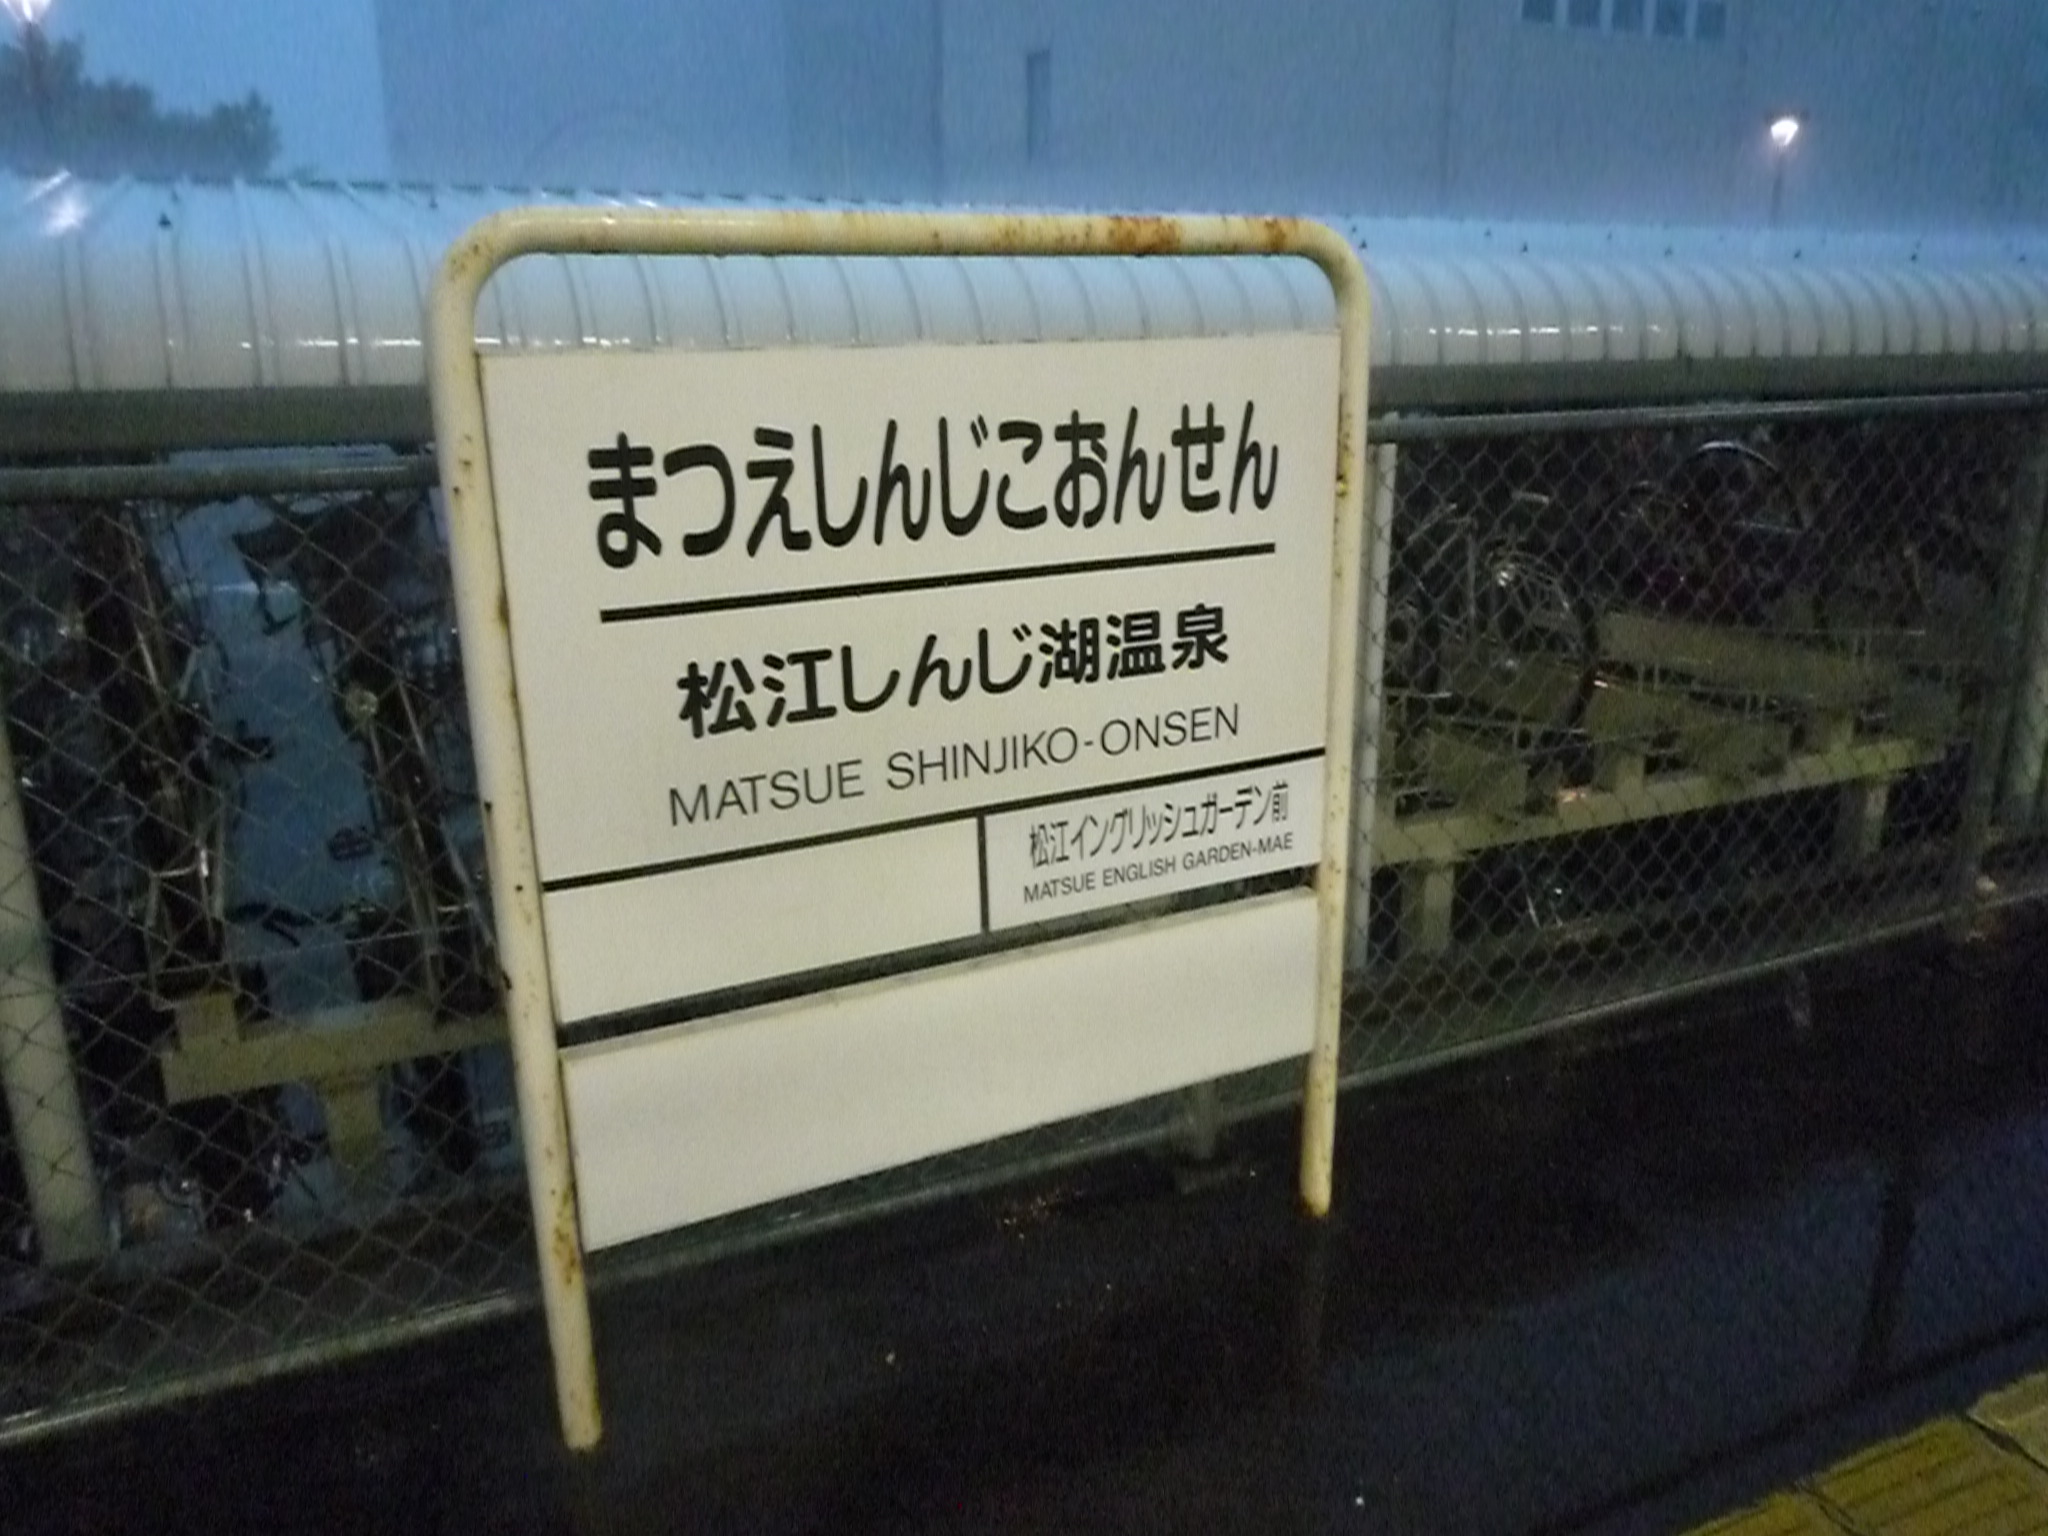 まつえしんじこおんせん
松江しんじ湖温泉
MATSUE SHINJIKO-ONSEN
松江イングリッシュガーデン前
MATSUE ENGLISH GARDEN-MAE